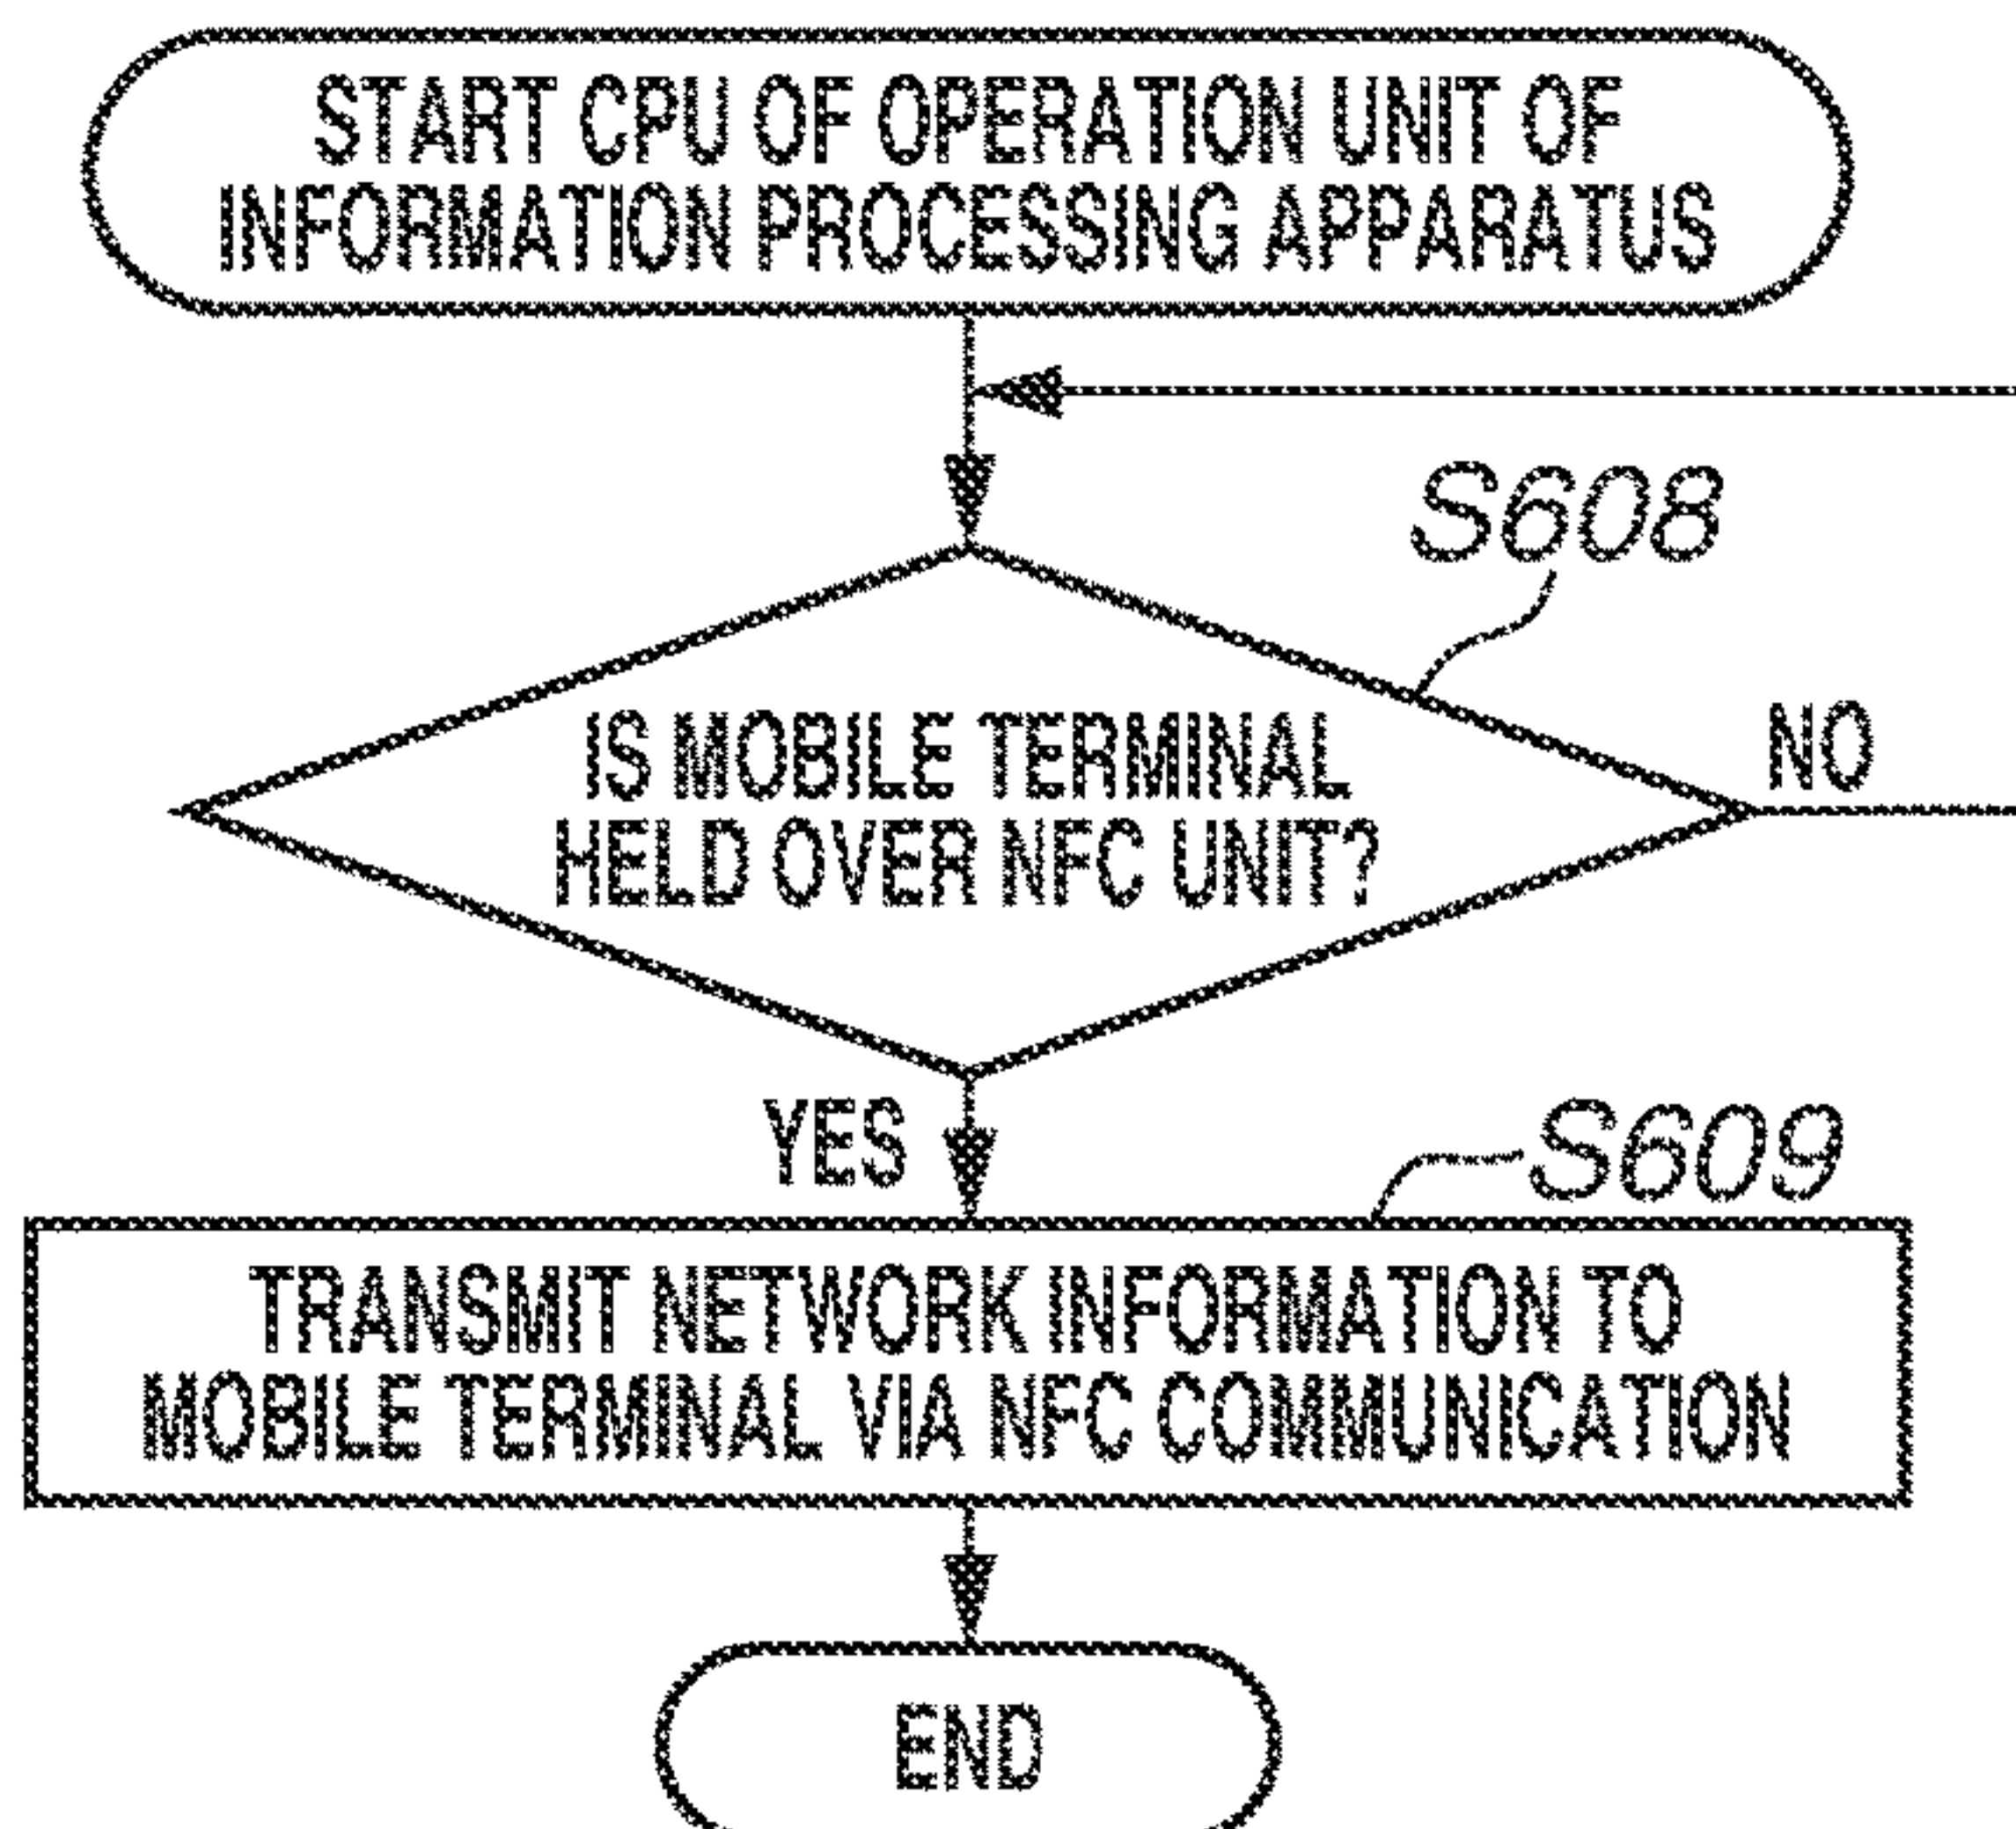 START CPU OF OPERATION UNIT OF
INFORMATION PROCESSING APPARATUS
S608
IS MOBILE TERMINAL
HELD OVER NFC UNIT?
NO
YES
S609
TRANSMIT NETWORK INFORMATION TO
MOBILE TERMINAL VIA NFC COMMUNICATION
END